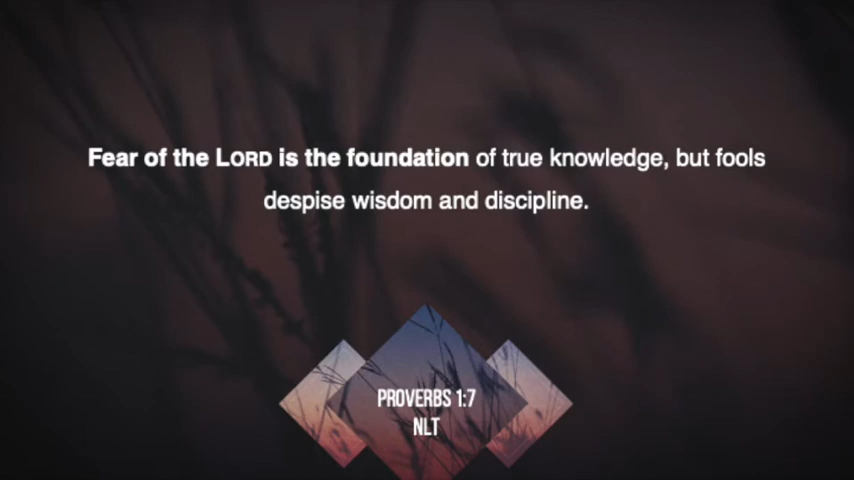 Fear of the LORD is the foundation of true knowledge, but fools
despise wisdom and discipline.
PROVERBS 1:7
NLT